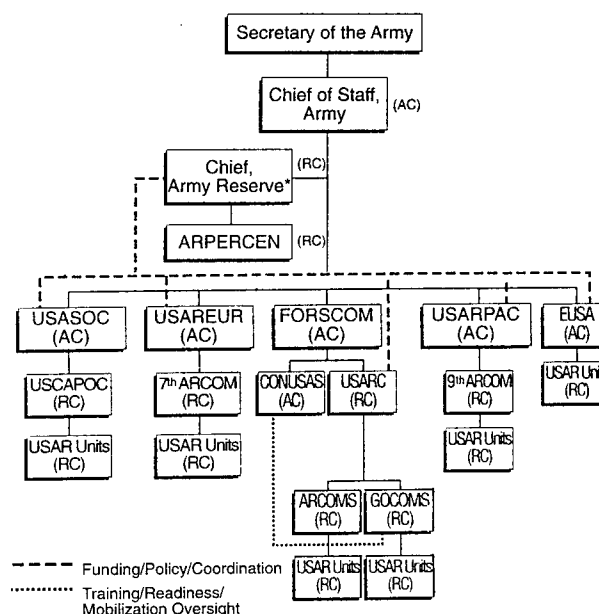 Secretary of the Army
Chief of Staff,
Army
(AC)
Chief,
Army Reserve*
(RC)
ARPERCEN
(RC)
USASOC
(AC)
USAREUR
(AC)
FORSCOM
(AC)
USARPAC
(AC)
EUSA
(AC)
USCAPOC
(RC)
7th ARCOM
(RC)
CONUSAS
(AC)
USARC
(RC)
9th ARCOM
(RC)
USAR Units
(RC)
USAR Units
(RC)
USAR Units
(RC)
USAR Units
(RC)
ARCOMS
(RC)
GOCOMS
(RC)
USAR Units
(RC)
USAR Units
(RC)
Funding/Policy/Coordination
Training/Readiness/
Mobilization Oversight